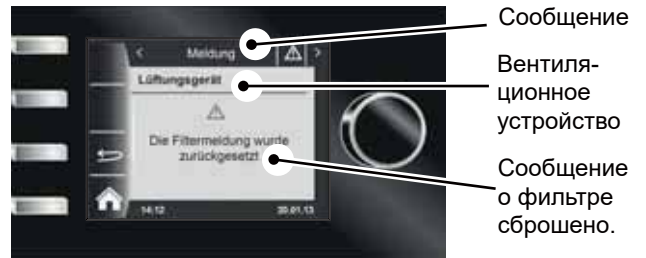 Сообщение
< Meldung >
Вентиля-
ционное
устройство
Lüftungsgerät
Die Filtermeldung wurde
zurückgesetzt
Сообщение
о фильтре
сброшено.
14:12 20.01.13